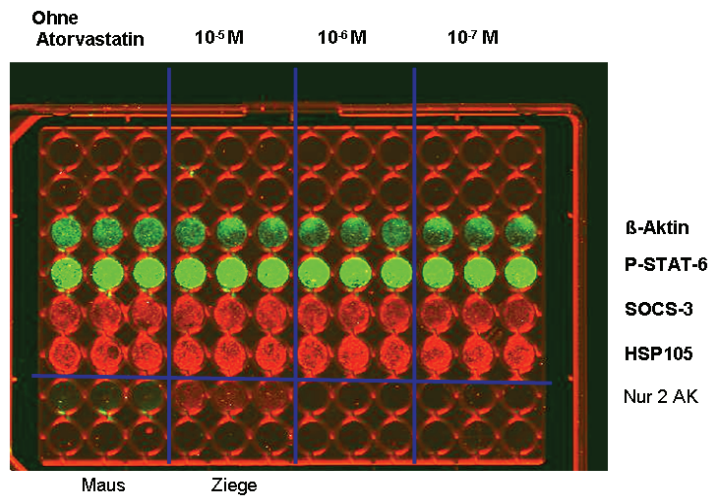 Ohne
Atorvastatin
10-5 M
10-6 M
10-7 M
ß-Aktin
P-STAT-6
SOCS-3
HSP105
Nur 2 AK
Maus
Ziege